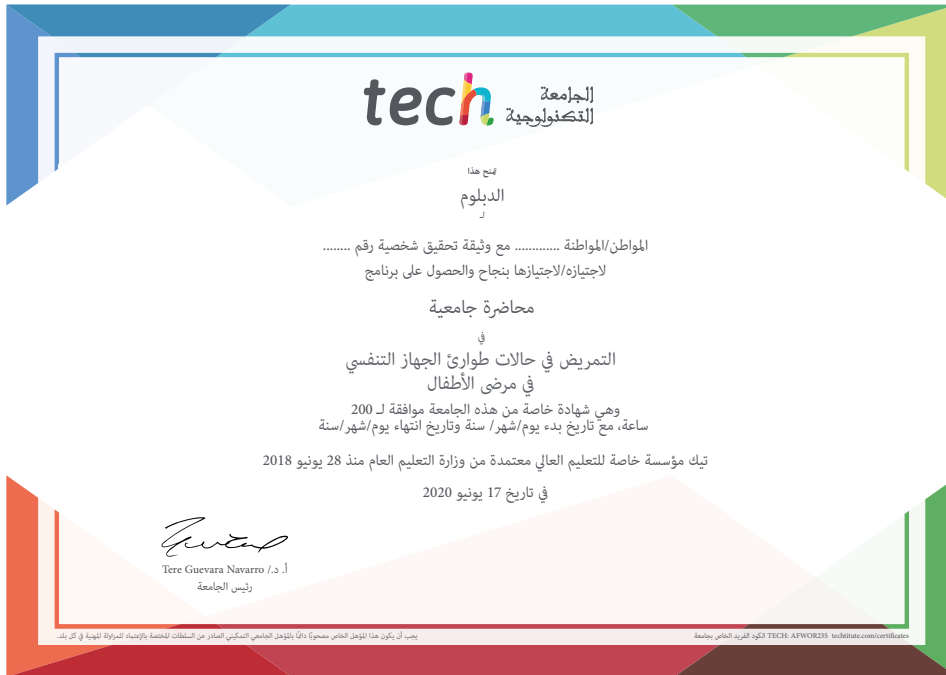 tech الجامعة
التكنولوجية
يمنح هذا
الدبلوم
لـ
المواطن/المواطنة ............ مع وثيقة تحقيق شخصية رقم ........
لاجتيازه/لاجتيازها بنجاح والحصول على برنامج
محاضرة جامعية
في
التمريض في حالات طوارئ الجهاز التنفسي
في مرضى الأطفال
وهي شهادة خاصة من هذه الجامعة موافقة لـ 200
ساعة، مع تاريخ بدء يوم/شهر/ سنة وتاريخ انتهاء يوم/شهر/سنة
تيك مؤسسة خاصة للتعليم العالي معتمدة من وزارة التعليم العام منذ 28 يونيو 2018
في تاريخ 17 يونيو 2020
أ. د./ Tere Guevara Navarro
رئيس الجامعة
يجب أن يكون هذا المؤهل الخاص مصحوبًا دائمًا بالمؤهل الجامعي التمكيني الصادر عن السلطات المختصة بالإعتماد للمزاولة المهنية في كل بلد.
الكود الفريد الخاص بجامعة TECH: AFWOR23S techtitute.com/certificates